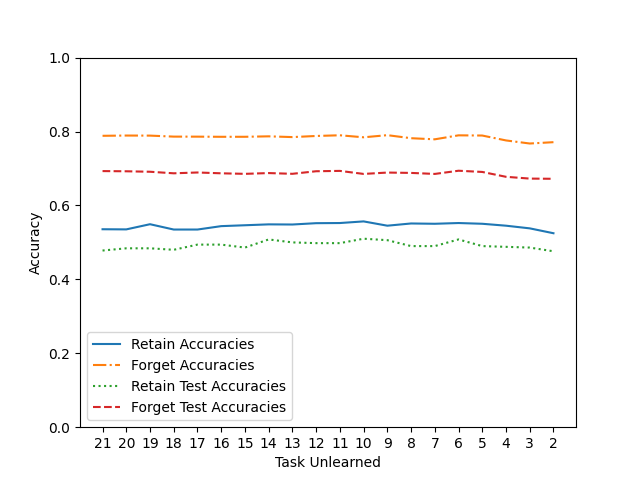 1.0
0.8
0.6
0.4
0.2
0.0
Accuracy
Retain Accuracies
Forget Accuracies
Retain Test Accuracies
Forget Test Accuracies
21 20 19 18 17 16 15 14 13 12 11 10 9 8 7 6 5 4 3 2
Task Unlearned